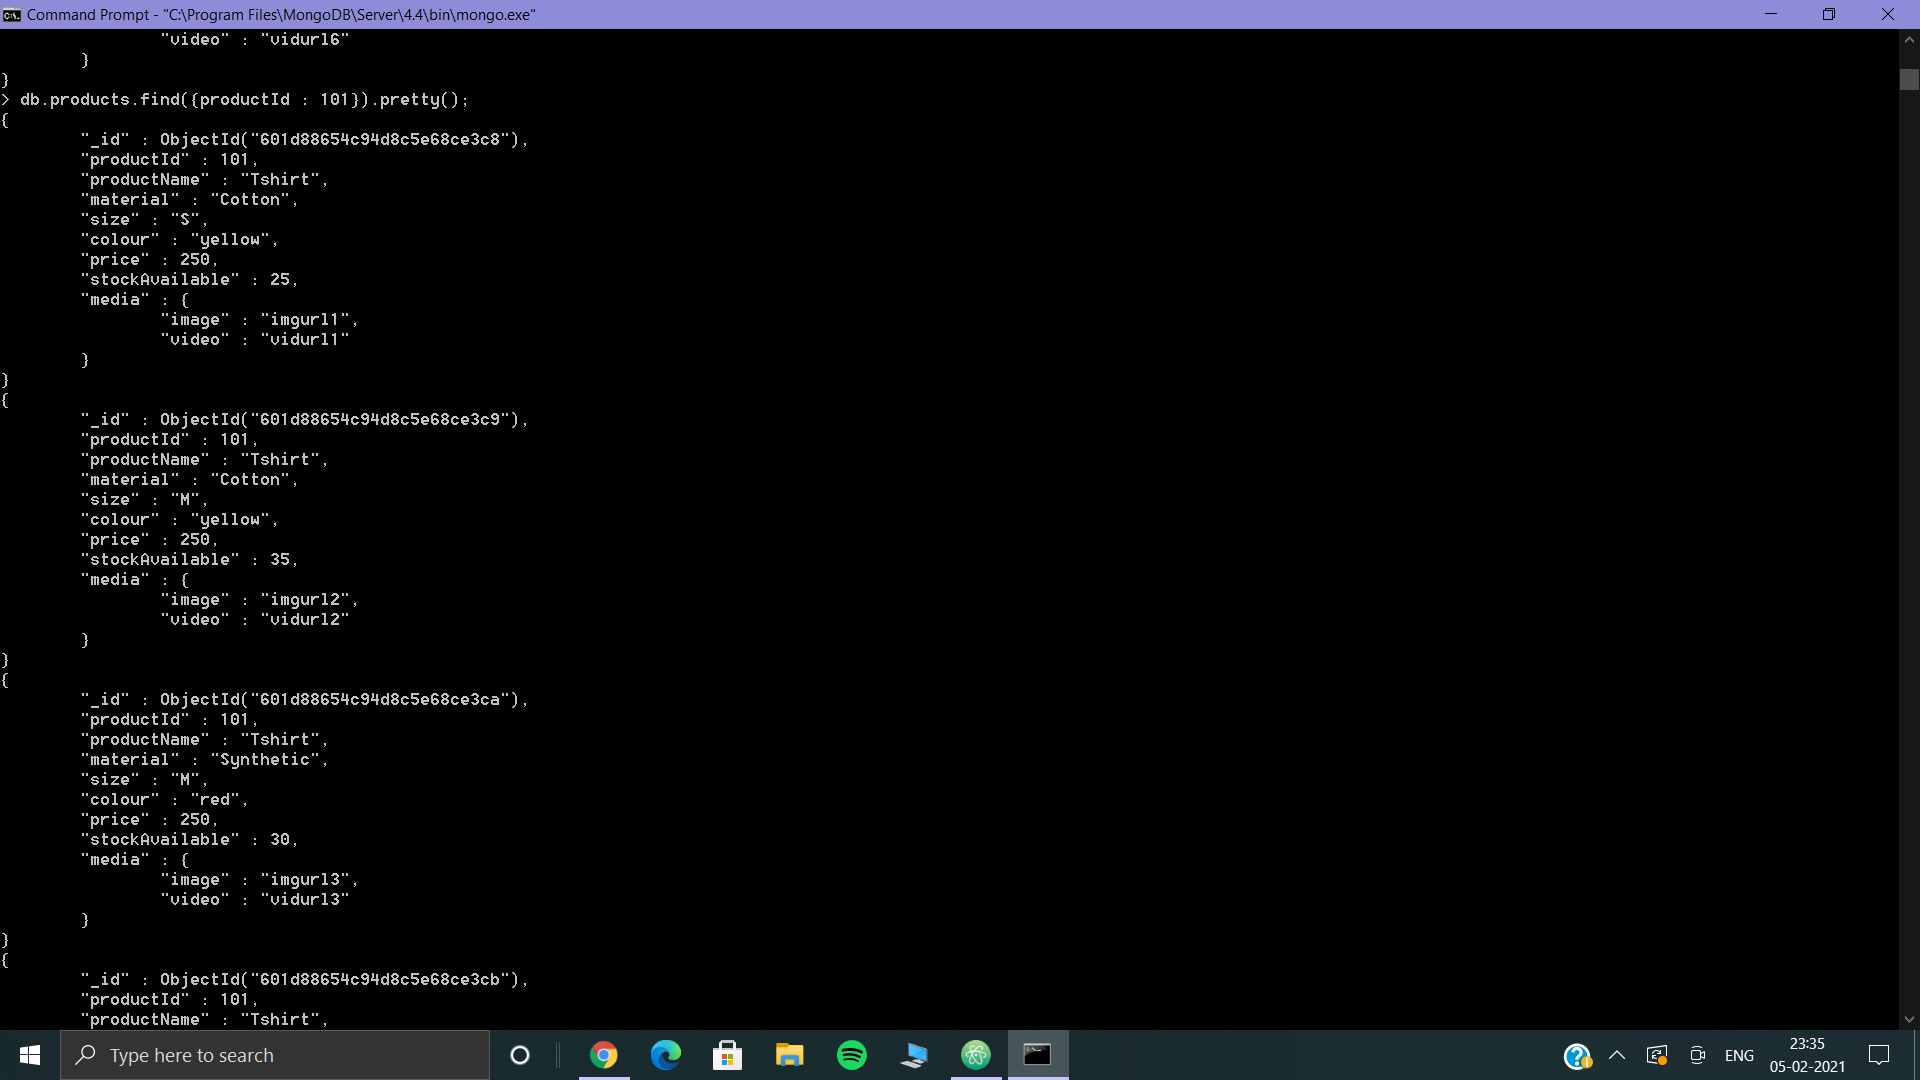 Command Prompt - "C:\Program Files\MongoDB\Server\4.4\bin\mongo.exe"
"video" : "vidurl6"
}
}
> db.products.find({productId : 101}).pretty();
{
"_id" : ObjectId("601d88654c94d8c5e68ce3c8"),
"productId" : 101,
"productName" : "Tshirt",
"material" : "Cotton",
"size" : "S",
"colour" : "yellow",
"price" : 250,
"stockAvailable" : 25,
"media" : {
"image" : "imgurl1",
"video" : "vidurl1"
}
}
{
"_id" : ObjectId("601d88654c94d8c5e68ce3c9"),
"productId" : 101,
"productName" : "Tshirt",
"material" : "Cotton",
"size" : "M",
"colour" : "yellow",
"price" : 250,
"stockAvailable" : 35,
"media" : {
"image" : "imgurl2",
"video" : "vidurl2"
}
}
{
"_id" : ObjectId("601d88654c94d8c5e68ce3ca"),
"productId" : 101,
"productName" : "Tshirt",
"material" : "Synthetic",
"size" : "M",
"colour" : "red",
"price" : 250,
"stockAvailable" : 30,
"media" : {
"image" : "imgurl3",
"video" : "vidurl3"
}
}
{
"_id" : ObjectId("601d88654c94d8c5e68ce3cb"),
"productId" : 101,
"productName" : "Tshirt",
Type here to search
ENG
23:35
05-02-2021